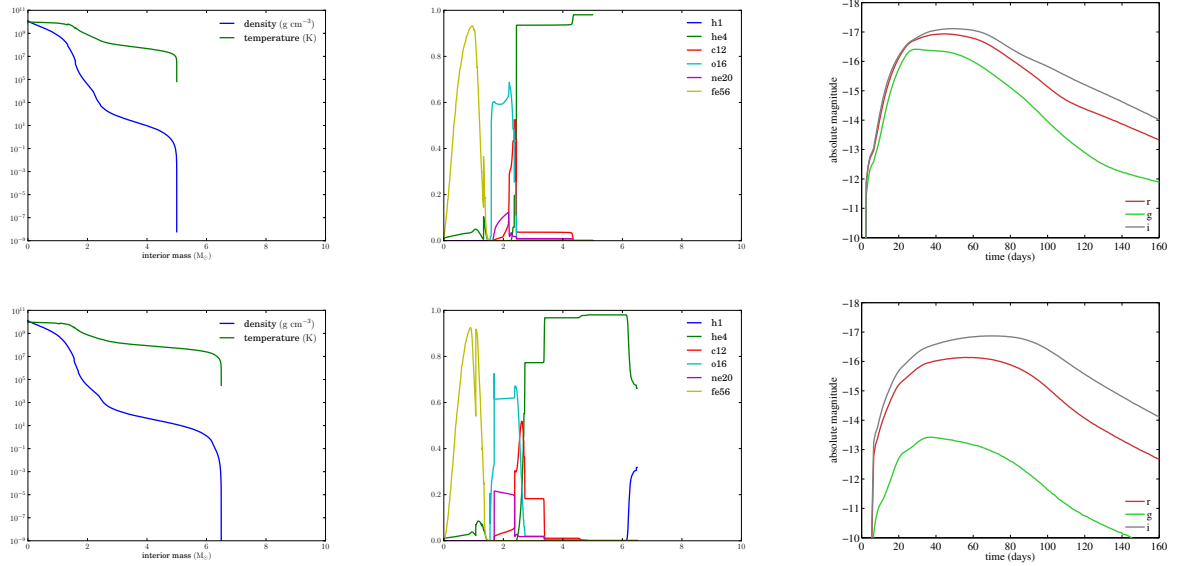 10¹¹
10⁹
10⁷
10⁵
10³
10¹
10⁻¹
10⁻³
10⁻⁵
10⁻⁷
10⁻⁹
density (g cm⁻³)
temperature (K)
0 2 4 6 8 10
interior mass (M⊙)
1.0
0.8
0.6
0.4
0.2
0.0
h1
he4
c12
o16
ne20
fe56
0 2 4 6 8 10
absolute magnitude
−18
−17
−16
−15
−14
−13
−12
−11
−10
r
g
i
0 20 40 60 80 100 120 140 160
time (days)
10¹¹
10⁹
10⁷
10⁵
10³
10¹
10⁻¹
10⁻³
10⁻⁵
10⁻⁷
10⁻⁹
density (g cm⁻³)
temperature (K)
0 2 4 6 8 10
interior mass (M⊙)
1.0
0.8
0.6
0.4
0.2
0.0
h1
he4
c12
o16
ne20
fe56
0 2 4 6 8 10
absolute magnitude
−18
−17
−16
−15
−14
−13
−12
−11
−10
r
g
i
0 20 40 60 80 100 120 140 160
time (days)